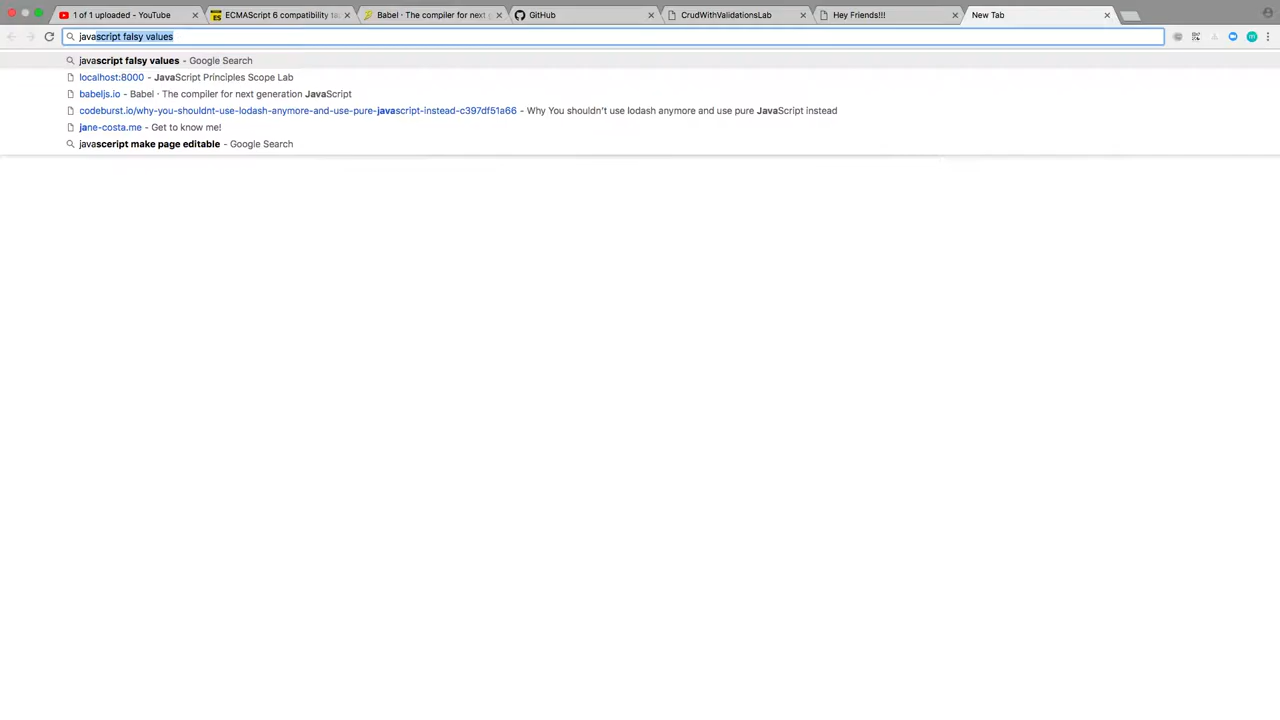 1 of 1 uploaded - YouTube
ECMAScript 6 compatibility ta
Babel · The compiler for next g
GitHub
CrudWithValidationsLab
Hey Friends!!!
New Tab
javascript falsy values
javascript falsy values - Google Search
localhost:8000 - JavaScript Principles Scope Lab
babeljs.io - Babel · The compiler for next generation JavaScript
codeburst.io/why-you-shouldnt-use-lodash-anymore-and-use-pure-javascript-instead-c397df51a66 - Why You shouldn't use lodash anymore and use pure JavaScript instead
jane-costa.me - Get to know me!
javasceript make page editable - Google Search